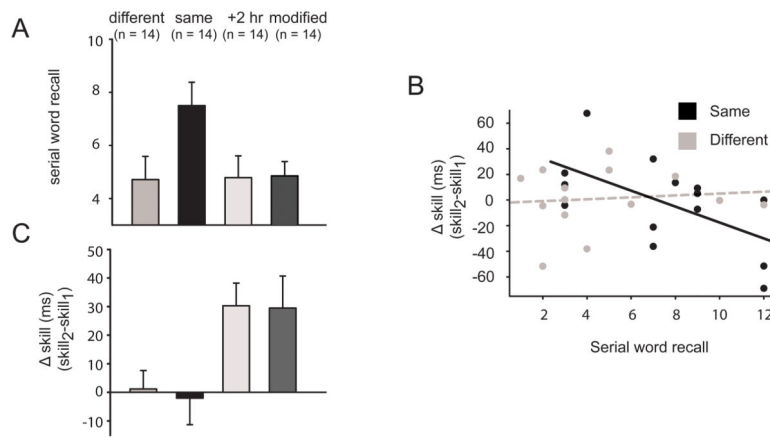 A
different same +2 hr modified
(n = 14) (n = 14) (n = 14) (n = 14)
10
8
6
4
serial word recall
B
Same
Different
60
40
20
0
-20
-40
-60
Δ skill (ms)
(skill2-skill1)
2 4 6 8 10 12
Serial word recall
C
50
40
30
20
10
0
-10
Δ skill (ms)
(skill2-skill1)